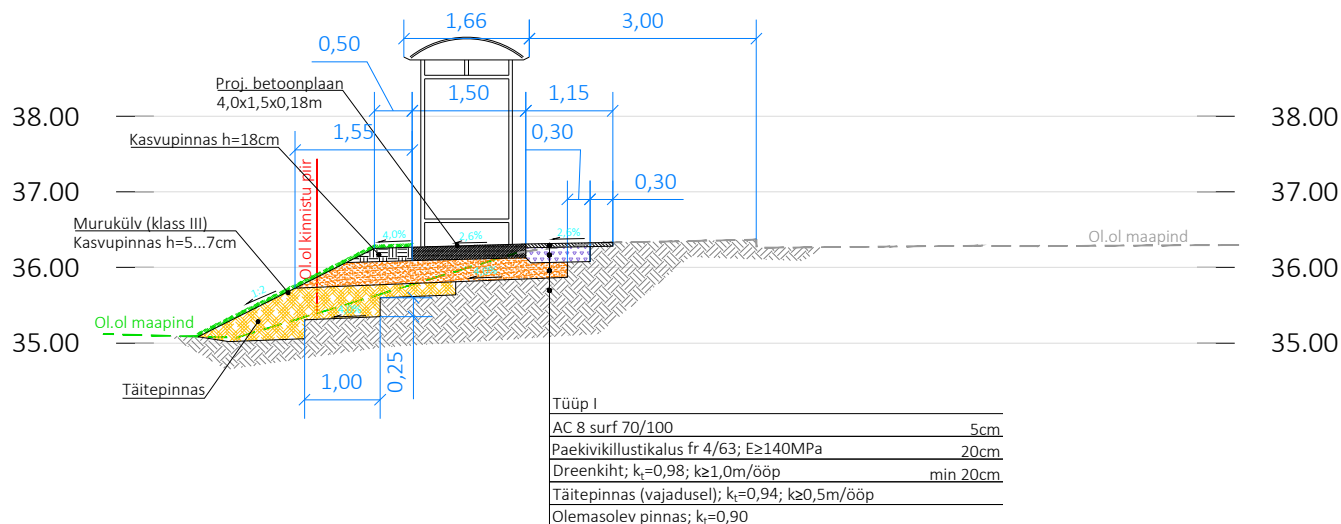 1,66
3,00
0,50
Proj. betoonplaan
4,0x1,5x0,18m
1,50
1,15
38.00
38.00
Kasvupinnas h=18cm
1,55
0,30
0,30
37.00
37.00
Ol.ol kinnistu piir
Murukülv (klass III)
Kasvupinnas h=5...7cm
4,0%
2,6%
2,6%
Ol.ol maapind
36.00
36.00
1:2
Ol.ol maapind
35.00
35.00
Täitepinnas
1,00
0,25
Tüüp I
AC 8 surf 70/100 5cm
Paekivikillustikalus fr 4/63; E≥140MPa 20cm
Dreenkiht; kt=0,98; k≥1,0m/ööp min 20cm
Täitepinnas (vajadusel); kt=0,94; k≥0,5m/ööp
Olemasolev pinnas; kt=0,90